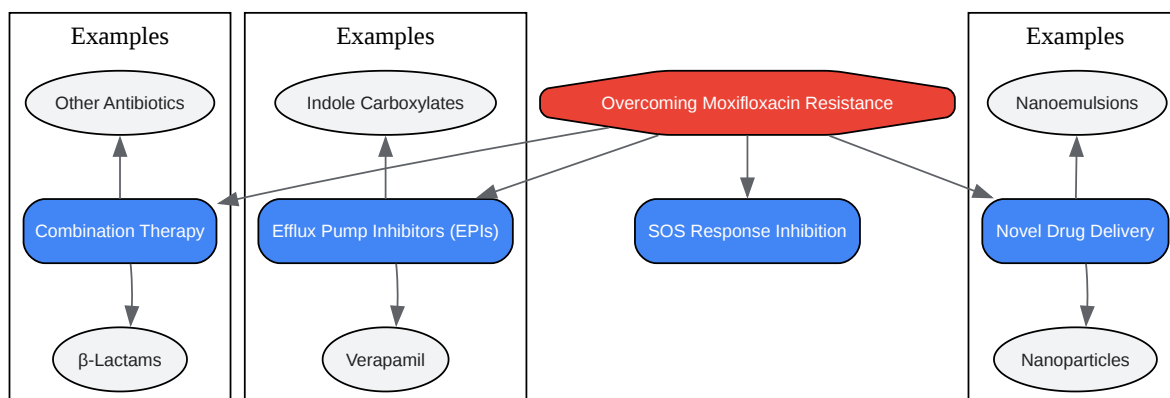 Examples
Examples
Examples
Other Antibiotics
Indole Carboxylates
Overcoming Moxifloxacin Resistance
Nanoemulsions
Combination Therapy
Efflux Pump Inhibitors (EPIs)
SOS Response Inhibition
Novel Drug Delivery
β-Lactams
Verapamil
Nanoparticles